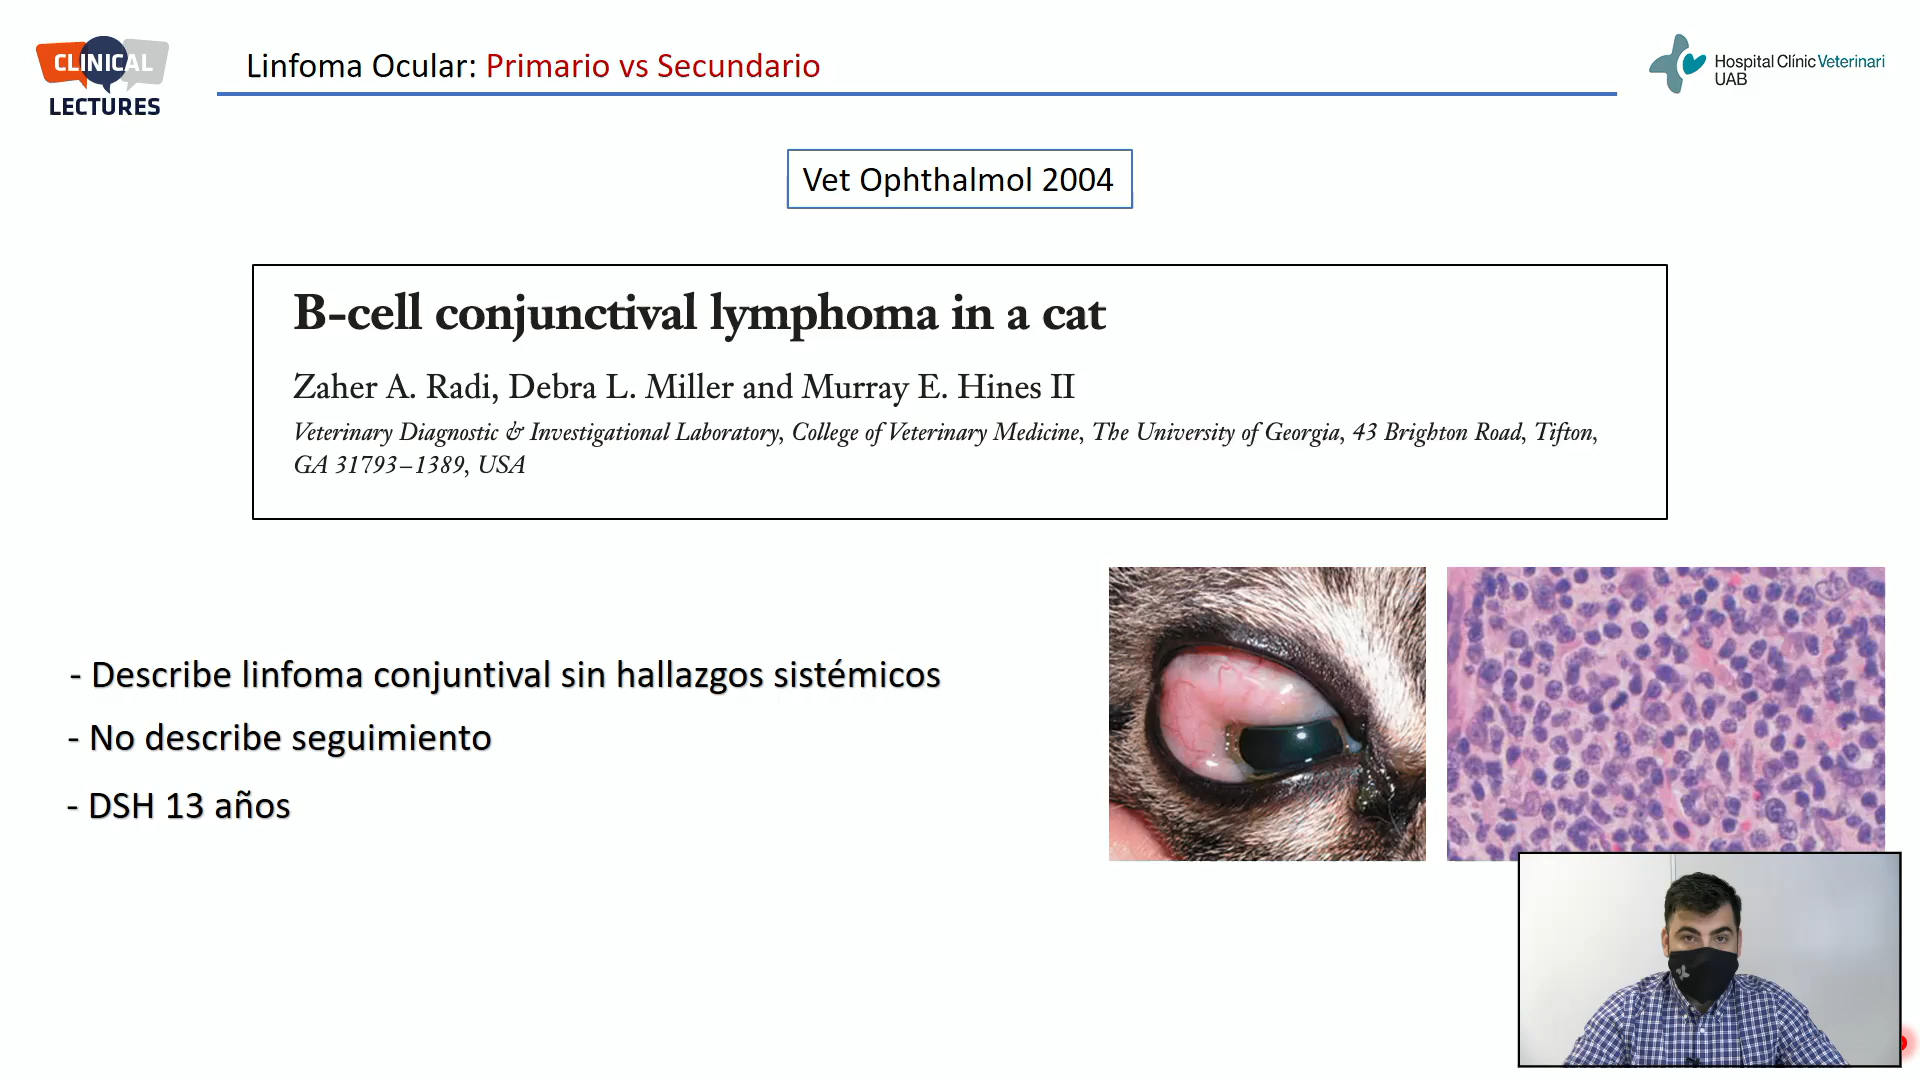 CLINICAL
LECTURES
Linfoma Ocular: Primario vs Secundario
Hospital Clínic Veterinari
UAB
Vet Ophthalmol 2004
B-cell conjunctival lymphoma in a cat
Zaher A. Radi, Debra L. Miller and Murray E. Hines II
Veterinary Diagnostic & Investigational Laboratory, College of Veterinary Medicine, The University of Georgia, 43 Brighton Road, Tifton,
GA 31793–1389, USA
- Describe linfoma conjuntival sin hallazgos sistémicos
- No describe seguimiento
- DSH 13 años